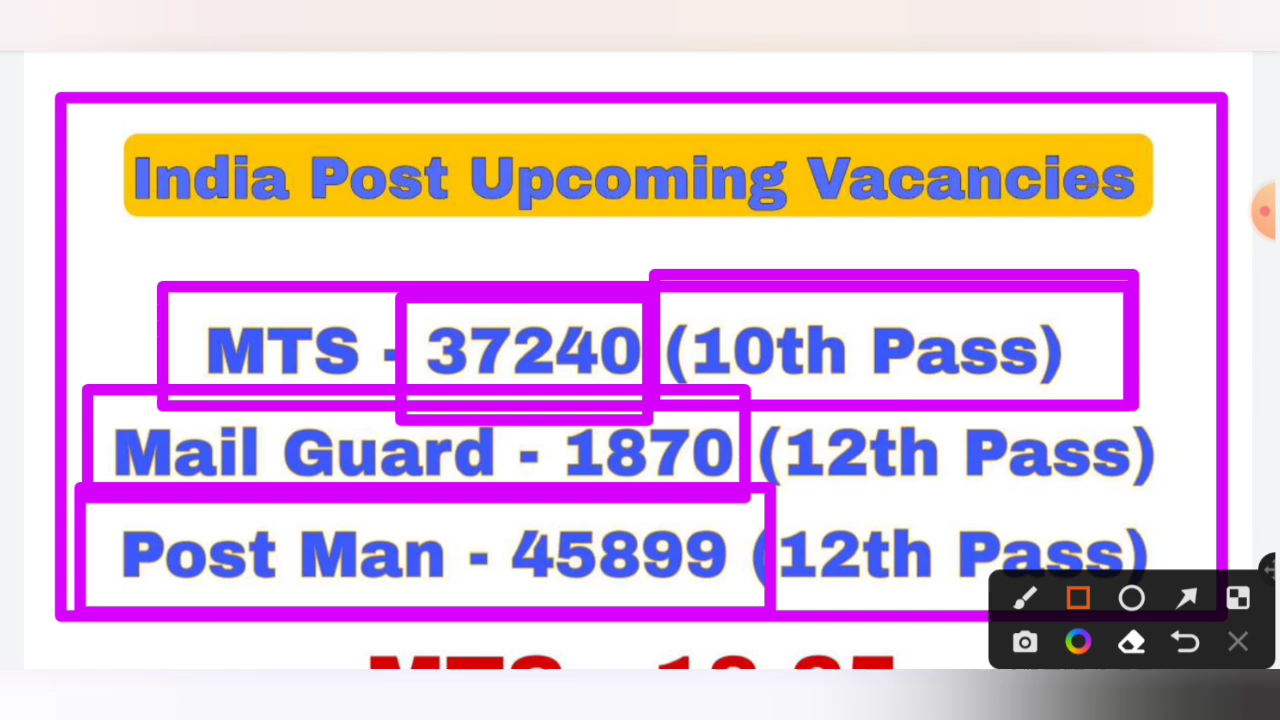 India Post Upcoming Vacancies
MTS - 37240 (10th Pass)
Mail Guard - 1870 (12th Pass)
Post Man - 45899 (12th Pass)